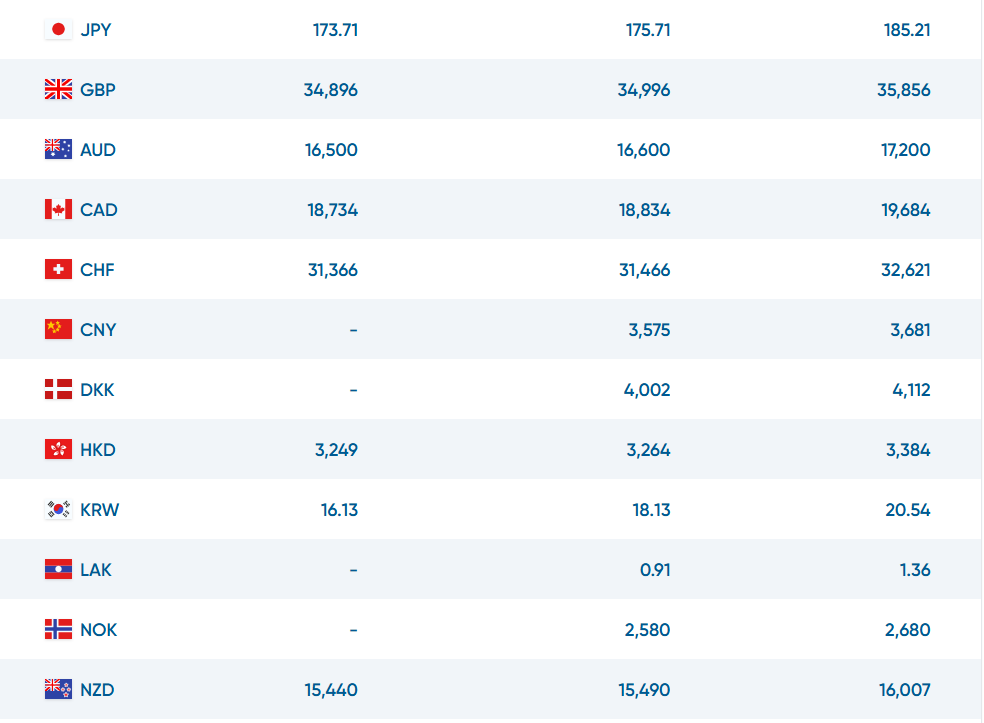 JPY 173.71 175.71 185.21
GBP 34,896 34,996 35,856
AUD 16,500 16,600 17,200
CAD 18,734 18,834 19,684
CHF 31,366 31,466 32,621
CNY - 3,575 3,681
DKK - 4,002 4,112
HKD 3,249 3,264 3,384
KRW 16.13 18.13 20.54
LAK - 0.91 1.36
NOK - 2,580 2,680
NZD 15,440 15,490 16,007